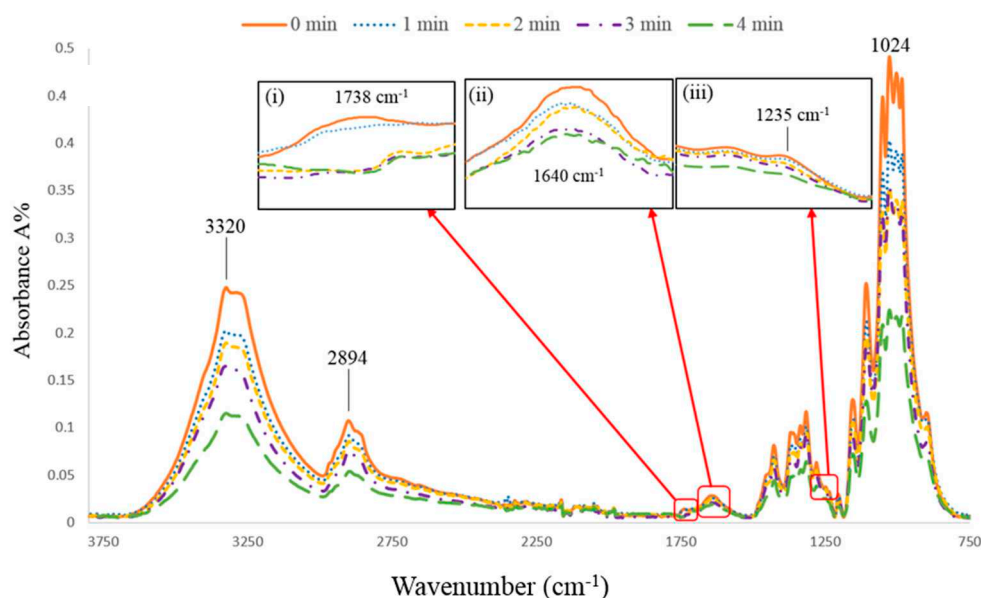 0 min 1 min 2 min 3 min 4 min
0.5
0.4
0.4
0.35
0.3
0.25
0.2
0.15
0.1
0.05
0
Absorbance A%
(i)
1738 cm⁻¹
(ii)
1640 cm⁻¹
(iii)
1235 cm⁻¹
1024
3320
2894
3750 3250 2750 2250 1750 1250 750
Wavenumber (cm⁻¹)